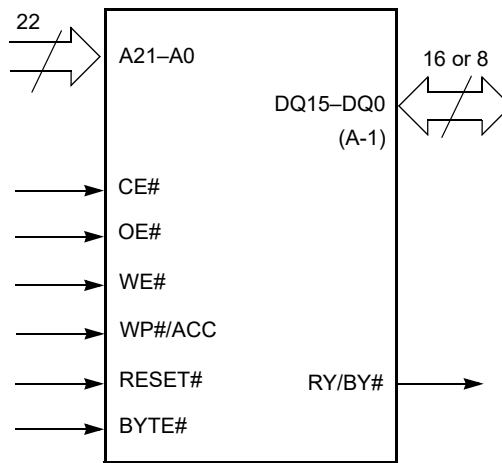 22
A21–A0
16 or 8
DQ15–DQ0
(A-1)
CE#
OE#
WE#
WP#/ACC
RESET#
RY/BY#
BYTE#